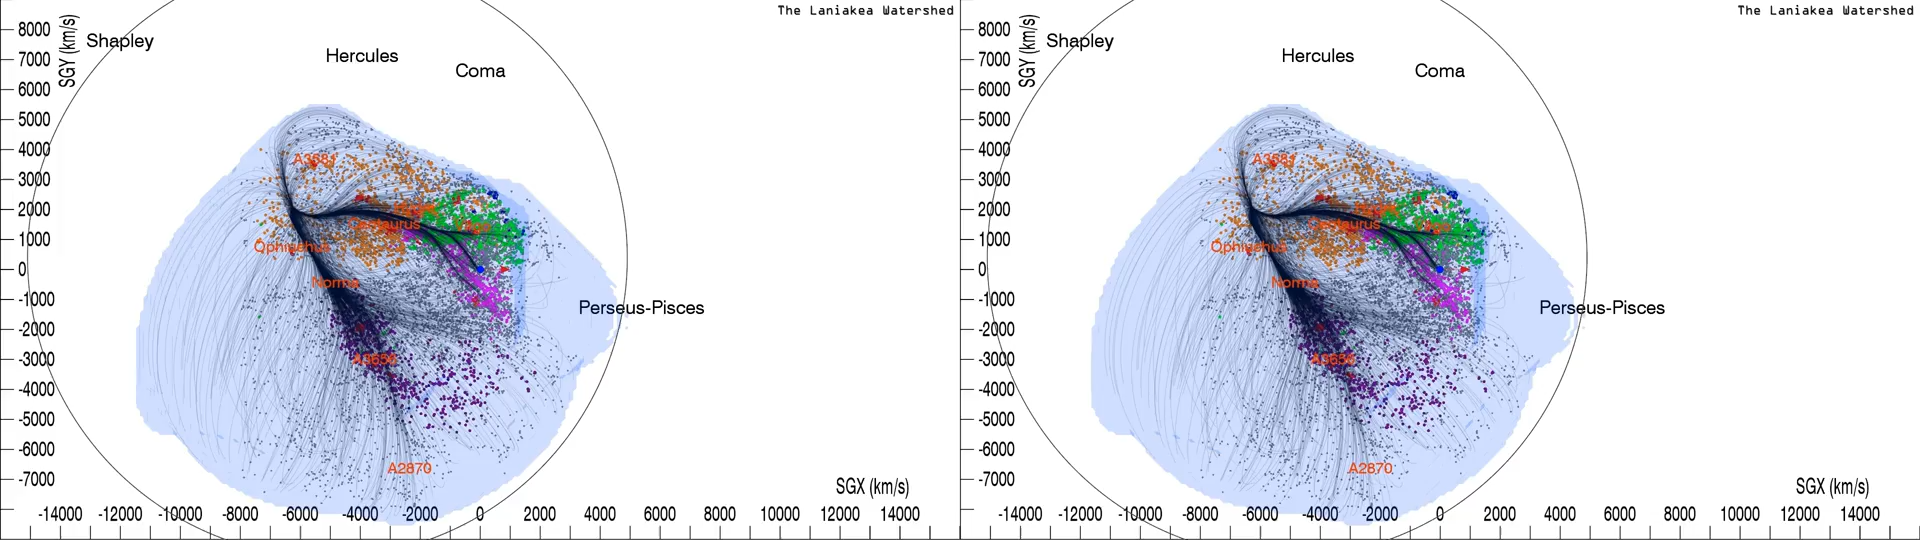 The Laniakea Watershed
SGY (km/s)
8000
7000
6000
5000
4000
3000
2000
1000
0
-1000
-2000
-3000
-4000
-5000
-6000
-7000
Shapley
Hercules
Coma
A3581
Centaurus
Virgo
Ophiuchus
Norma
Perseus-Pisces
A3656
A2870
SGX (km/s)
-14000 -12000 -10000 -8000 -6000 -4000 -2000 0 2000 4000 6000 8000 10000 12000 14000
The Laniakea Watershed
SGY (km/s)
8000
7000
6000
5000
4000
3000
2000
1000
0
-1000
-2000
-3000
-4000
-5000
-6000
-7000
Shapley
Hercules
Coma
A3581
Centaurus
Virgo
Ophiuchus
Norma
Perseus-Pisces
A3656
A2870
SGX (km/s)
-14000 -12000 -10000 -8000 -6000 -4000 -2000 0 2000 4000 6000 8000 10000 12000 14000